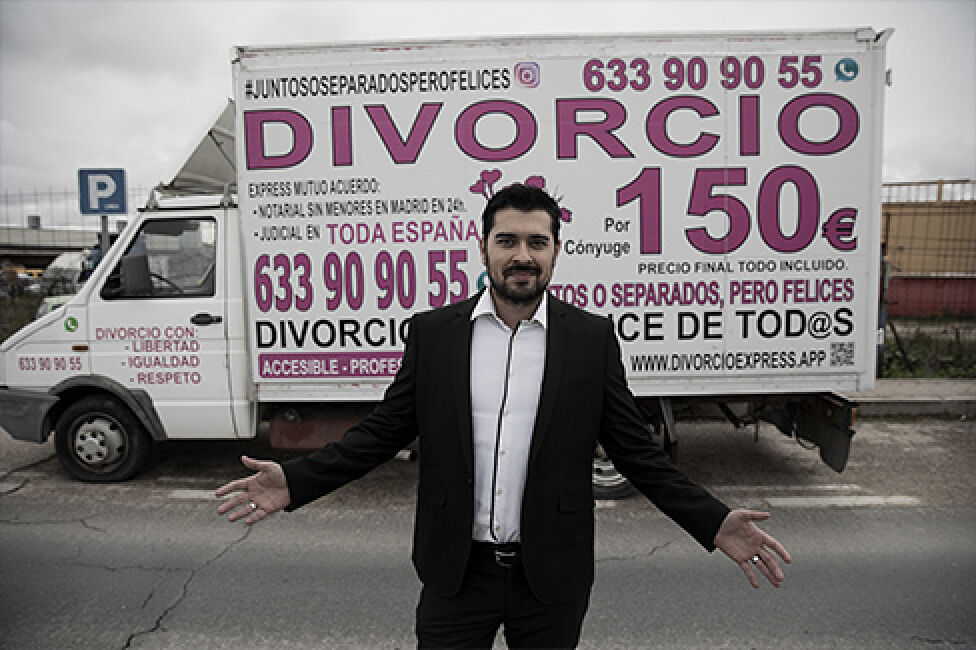 #JUNTOSOSEPARADOSPEROFELICES
633 90 90 55
DIVORCIO
EXPRESS MUTUO ACUERDO:
- NOTARIAL SIN MENORES EN MADRID EN 24h.
- JUDICIAL EN TODA ESPAÑA
Por Cónyuge
150€
633 90 90 55
PRECIO FINAL TODO INCLUIDO.
TOS O SEPARADOS, PERO FELICES
DIVORCIO
ICE DE TOD@S
ACCESIBLE - PROFES
WWW.DIVORCIOEXPRESS.APP
P
DIVORCIO CON:
- LIBERTAD
- IGUALDAD
- RESPETO
633 90 90 55